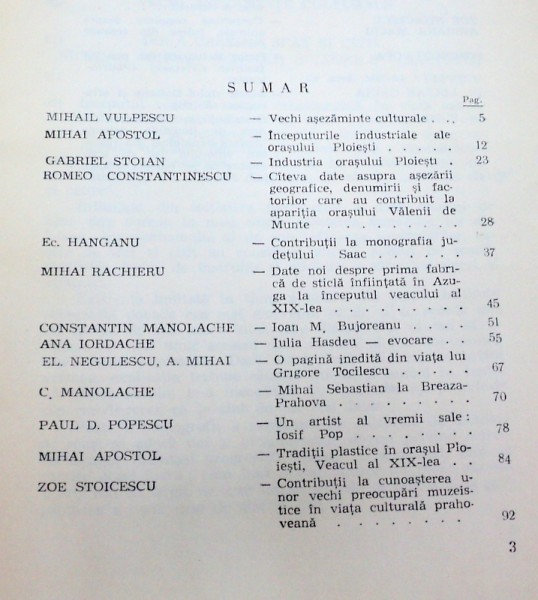 SUMAR
Pag.
MIHAIL VULPESCU — Vechi așezăminte culturale . . . 5
MIHAI APOSTOL — Începuturile industriale ale
orașului Ploiești . . . . . 12
GABRIEL STOIAN — Industria orașului Ploiești . 23
ROMEO CONSTANTINESCU — Cîteva date asupra așezării
geografice, denumirii și fac-
torilor care au contribuit la
apariția orașului Vălenii de
Munte . . . . . . . . . 28
Ec. HANGANU — Contribuții la monografia ju-
dețului Saac . . . . . . 37
MIHAI RACHIERU — Date noi despre prima fabri-
că de sticlă înființată în Azu-
ga la începutul veacului al
XIX-lea . . . . . . . . . 45
CONSTANTIN MANOLACHE — Ioan M. Bujoreanu . . . . 51
ANA IORDACHE — Iulia Hasdeu — evocare . . 55
EL. NEGULESCU, A. MIHAI — O pagină inedită din viața lui
Grigore Tocilescu . . . . . 67
C. MANOLACHE — Mihai Sebastian la Breaza-
Prahova . . . . . . . . 70
PAUL D. POPESCU — Un artist al vremii sale :
Iosif Pop . . . . . . . 78
MIHAI APOSTOL — Tradiții plastice în orașul Plo-
iești, Veacul al XIX-lea . . 84
ZOE STOICESCU — Contribuții la cunoașterea u-
nor vechi preocupări muzeis-
tice în viața culturală praho-
veană . . . . . . . . 92
3